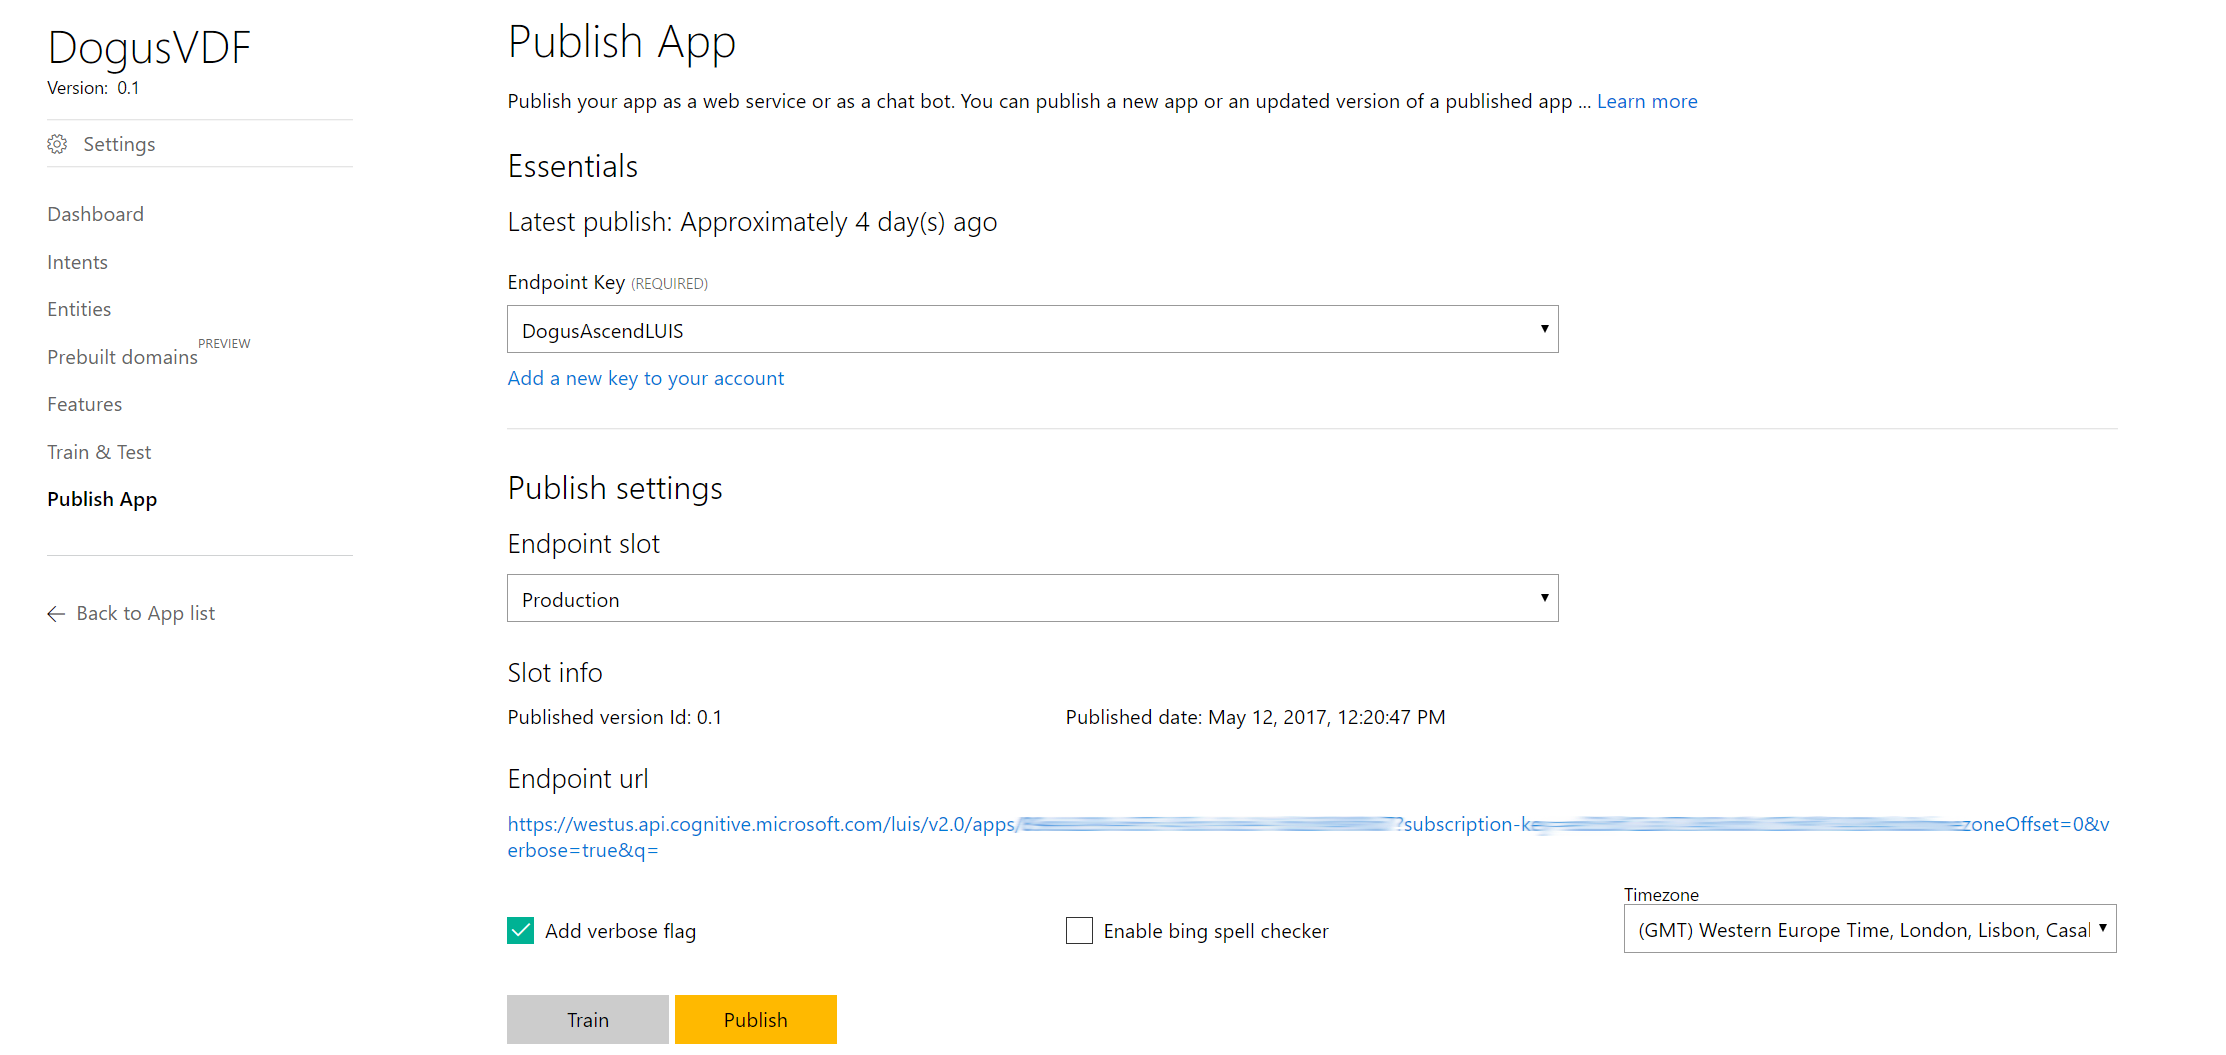 DogusVDF
Version: 0.1
Settings
Dashboard
Intents
Entities
Prebuilt domains PREVIEW
Features
Train & Test
Publish App
Back to App list
Publish App
Publish your app as a web service or as a chat bot. You can publish a new app or an updated version of a published app ... Learn more
Essentials
Latest publish: Approximately 4 day(s) ago
Endpoint Key (REQUIRED)
DogusAscendLUIS
Add a new key to your account
Publish settings
Endpoint slot
Production
Slot info
Published version Id: 0.1 Published date: May 12, 2017, 12:20:47 PM
Endpoint url
https://westus.api.cognitive.microsoft.com/luis/v2.0/apps/ ?subscription-ke zoneOffset=0&v
erbose=true&q=
Timezone
Add verbose flag Enable bing spell checker (GMT) Western Europe Time, London, Lisbon, Casal
Train Publish